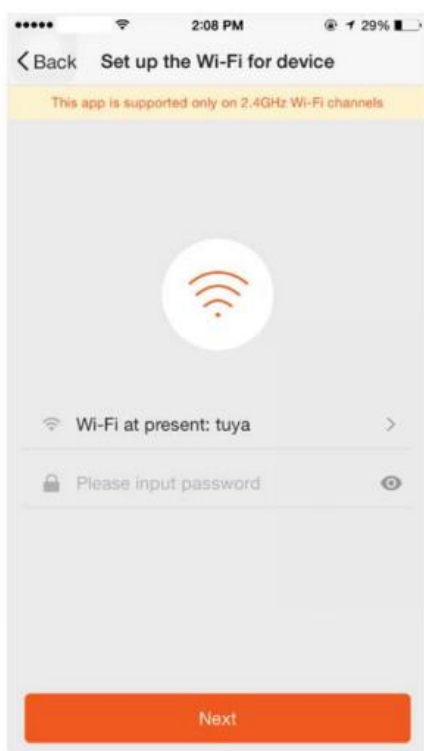 2:08 PM 29%
Back Set up the Wi-Fi for device
This app is supported only on 2.4GHz Wi-Fi channels
Wi-Fi at present: tuya
Please input password
Next